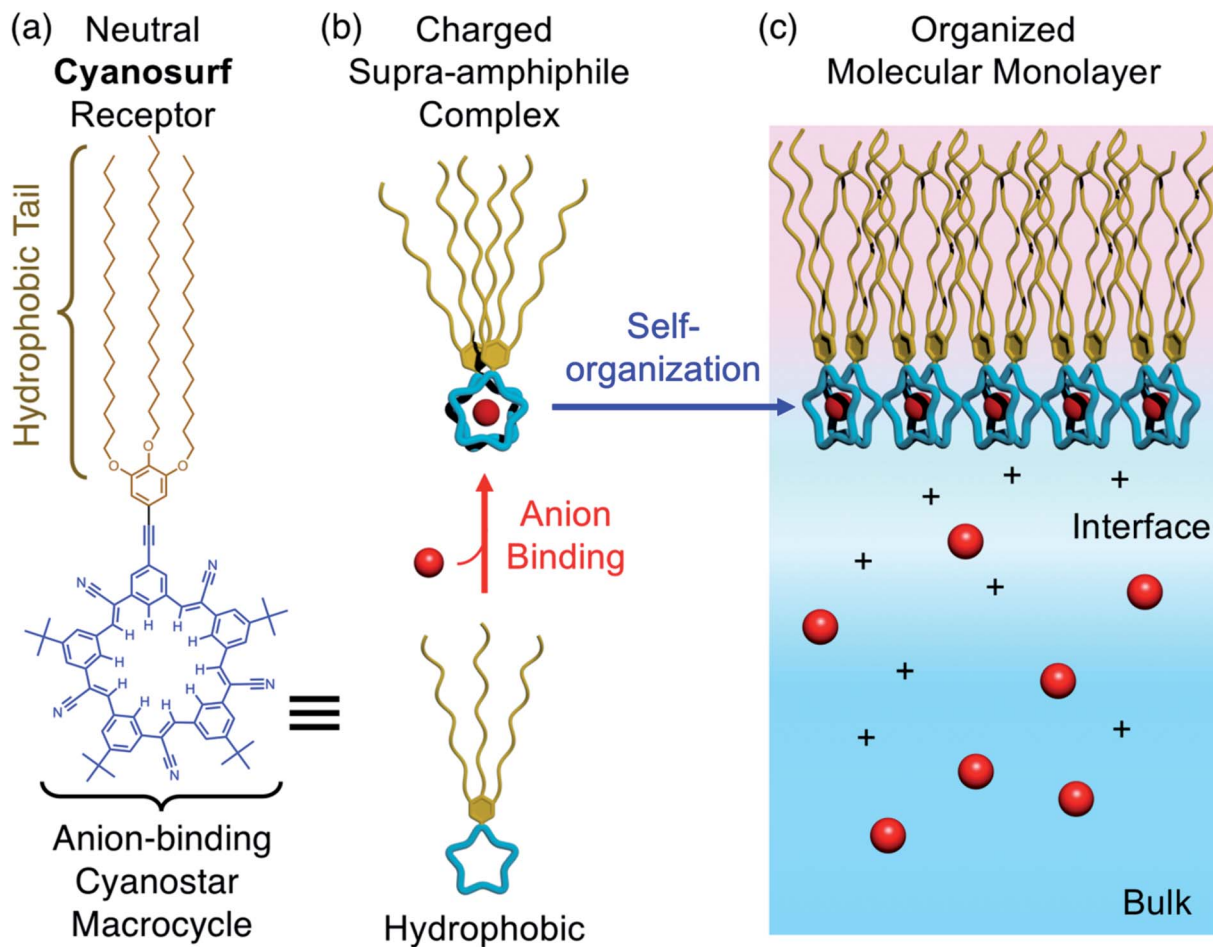 (a)
Neutral
Cyanosurf
Receptor
Hydrophobic Tail
O
O
O
N
N
H
H
H
H
H
H
H
H
H
H
N
N
N
Anion-binding
Cyanostar
Macrocycle
(b)
Charged
Supra-amphiphile
Complex
Anion
Binding
Hydrophobic
Self-
organization
(c)
Organized
Molecular Monolayer
+
+
+
Interface
+
+
+
+
+
Bulk